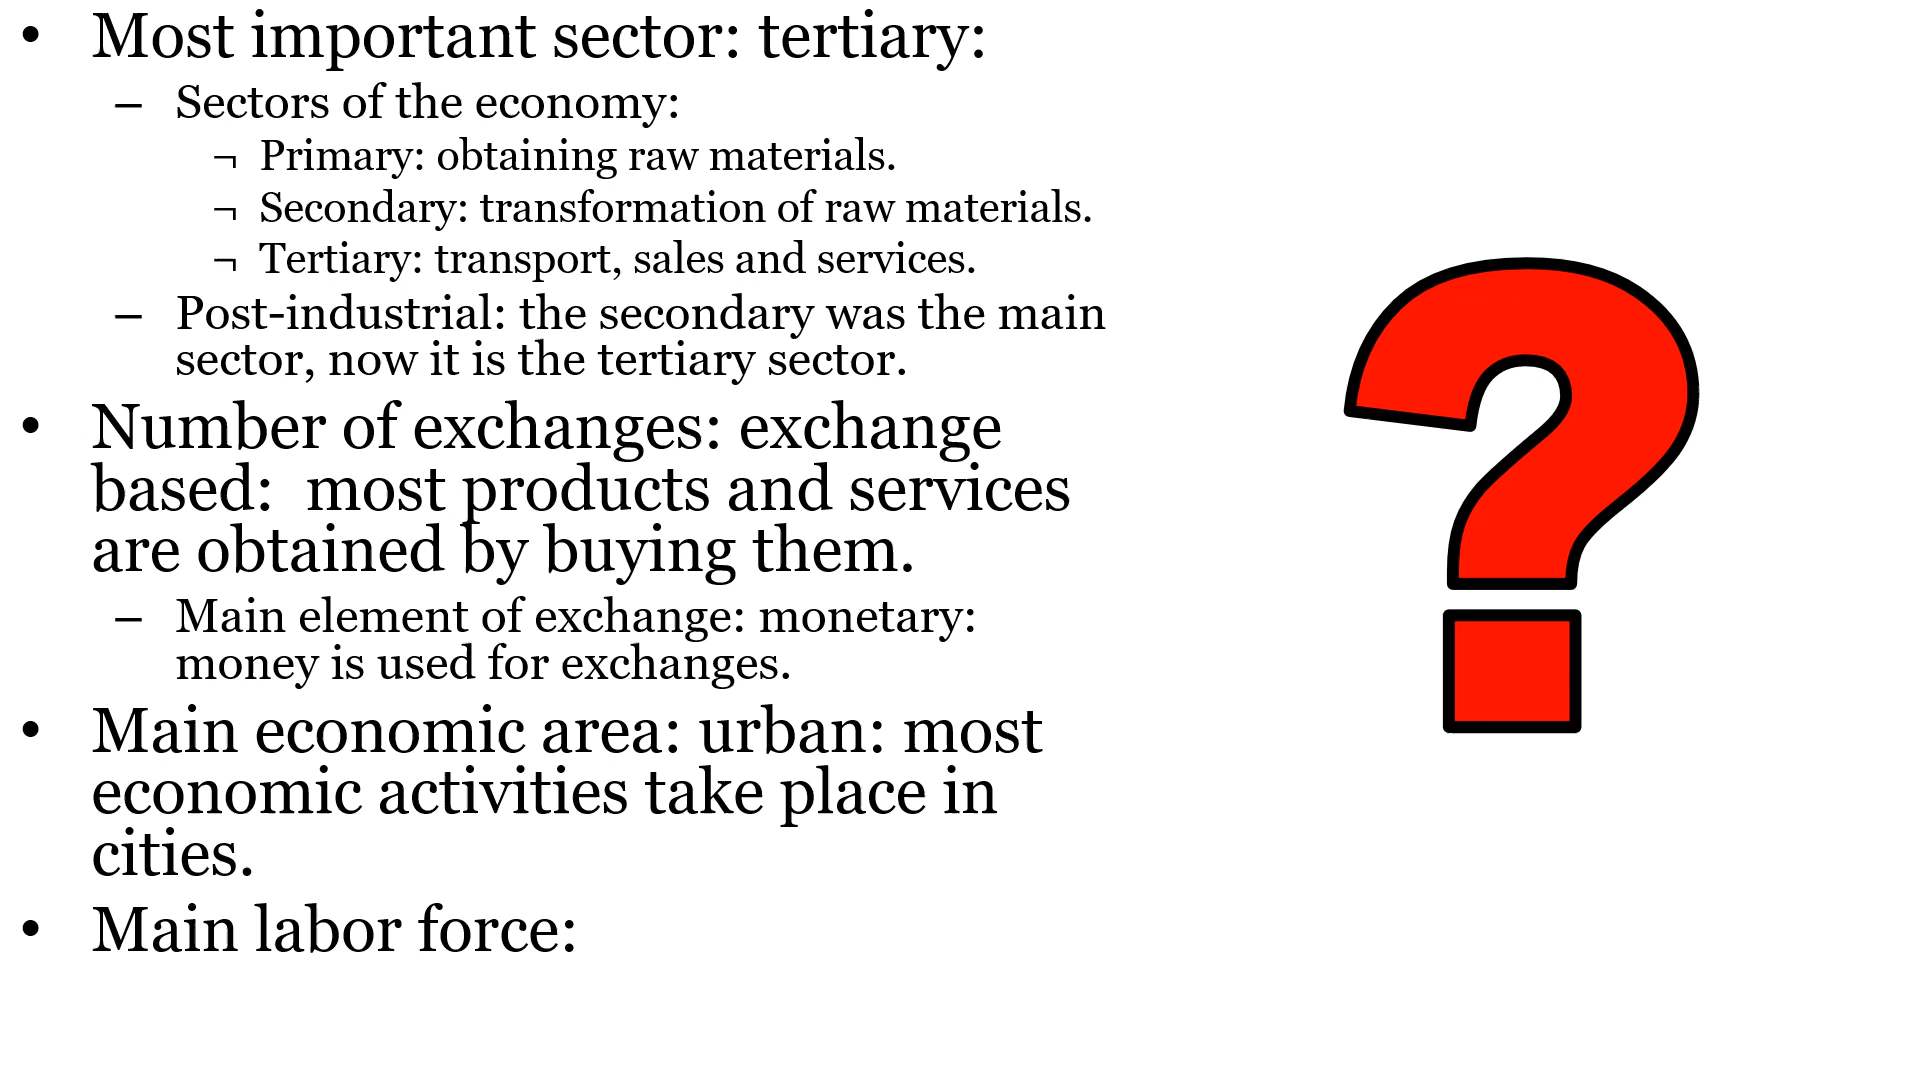 • Most important sector: tertiary:
– Sectors of the economy:
¬ Primary: obtaining raw materials.
¬ Secondary: transformation of raw materials.
¬ Tertiary: transport, sales and services.
– Post-industrial: the secondary was the main
sector, now it is the tertiary sector.
• Number of exchanges: exchange
based:  most products and services
are obtained by buying them.
– Main element of exchange: monetary:
money is used for exchanges.
• Main economic area: urban: most
economic activities take place in
cities.
• Main labor force:
?